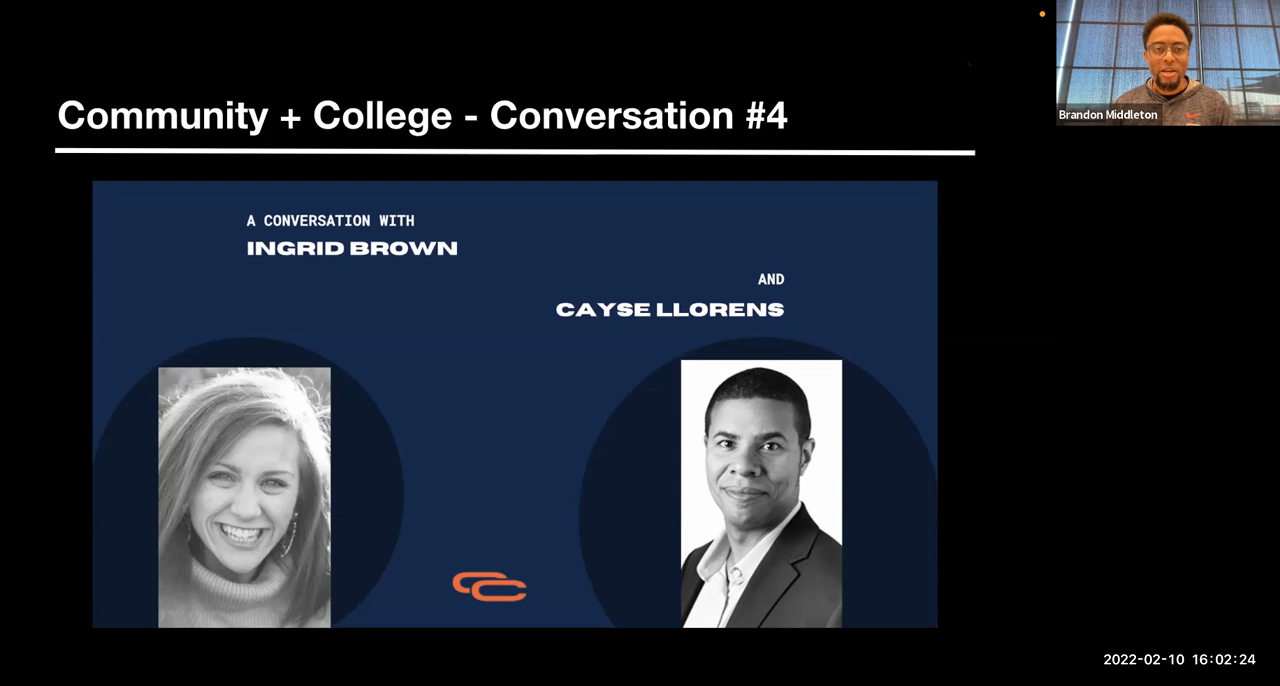 Community + College - Conversation #4
Brandon Middleton
A CONVERSATION WITH
INGRID BROWN
AND
CAYSE LLORENS
2022-02-10 16:02:24